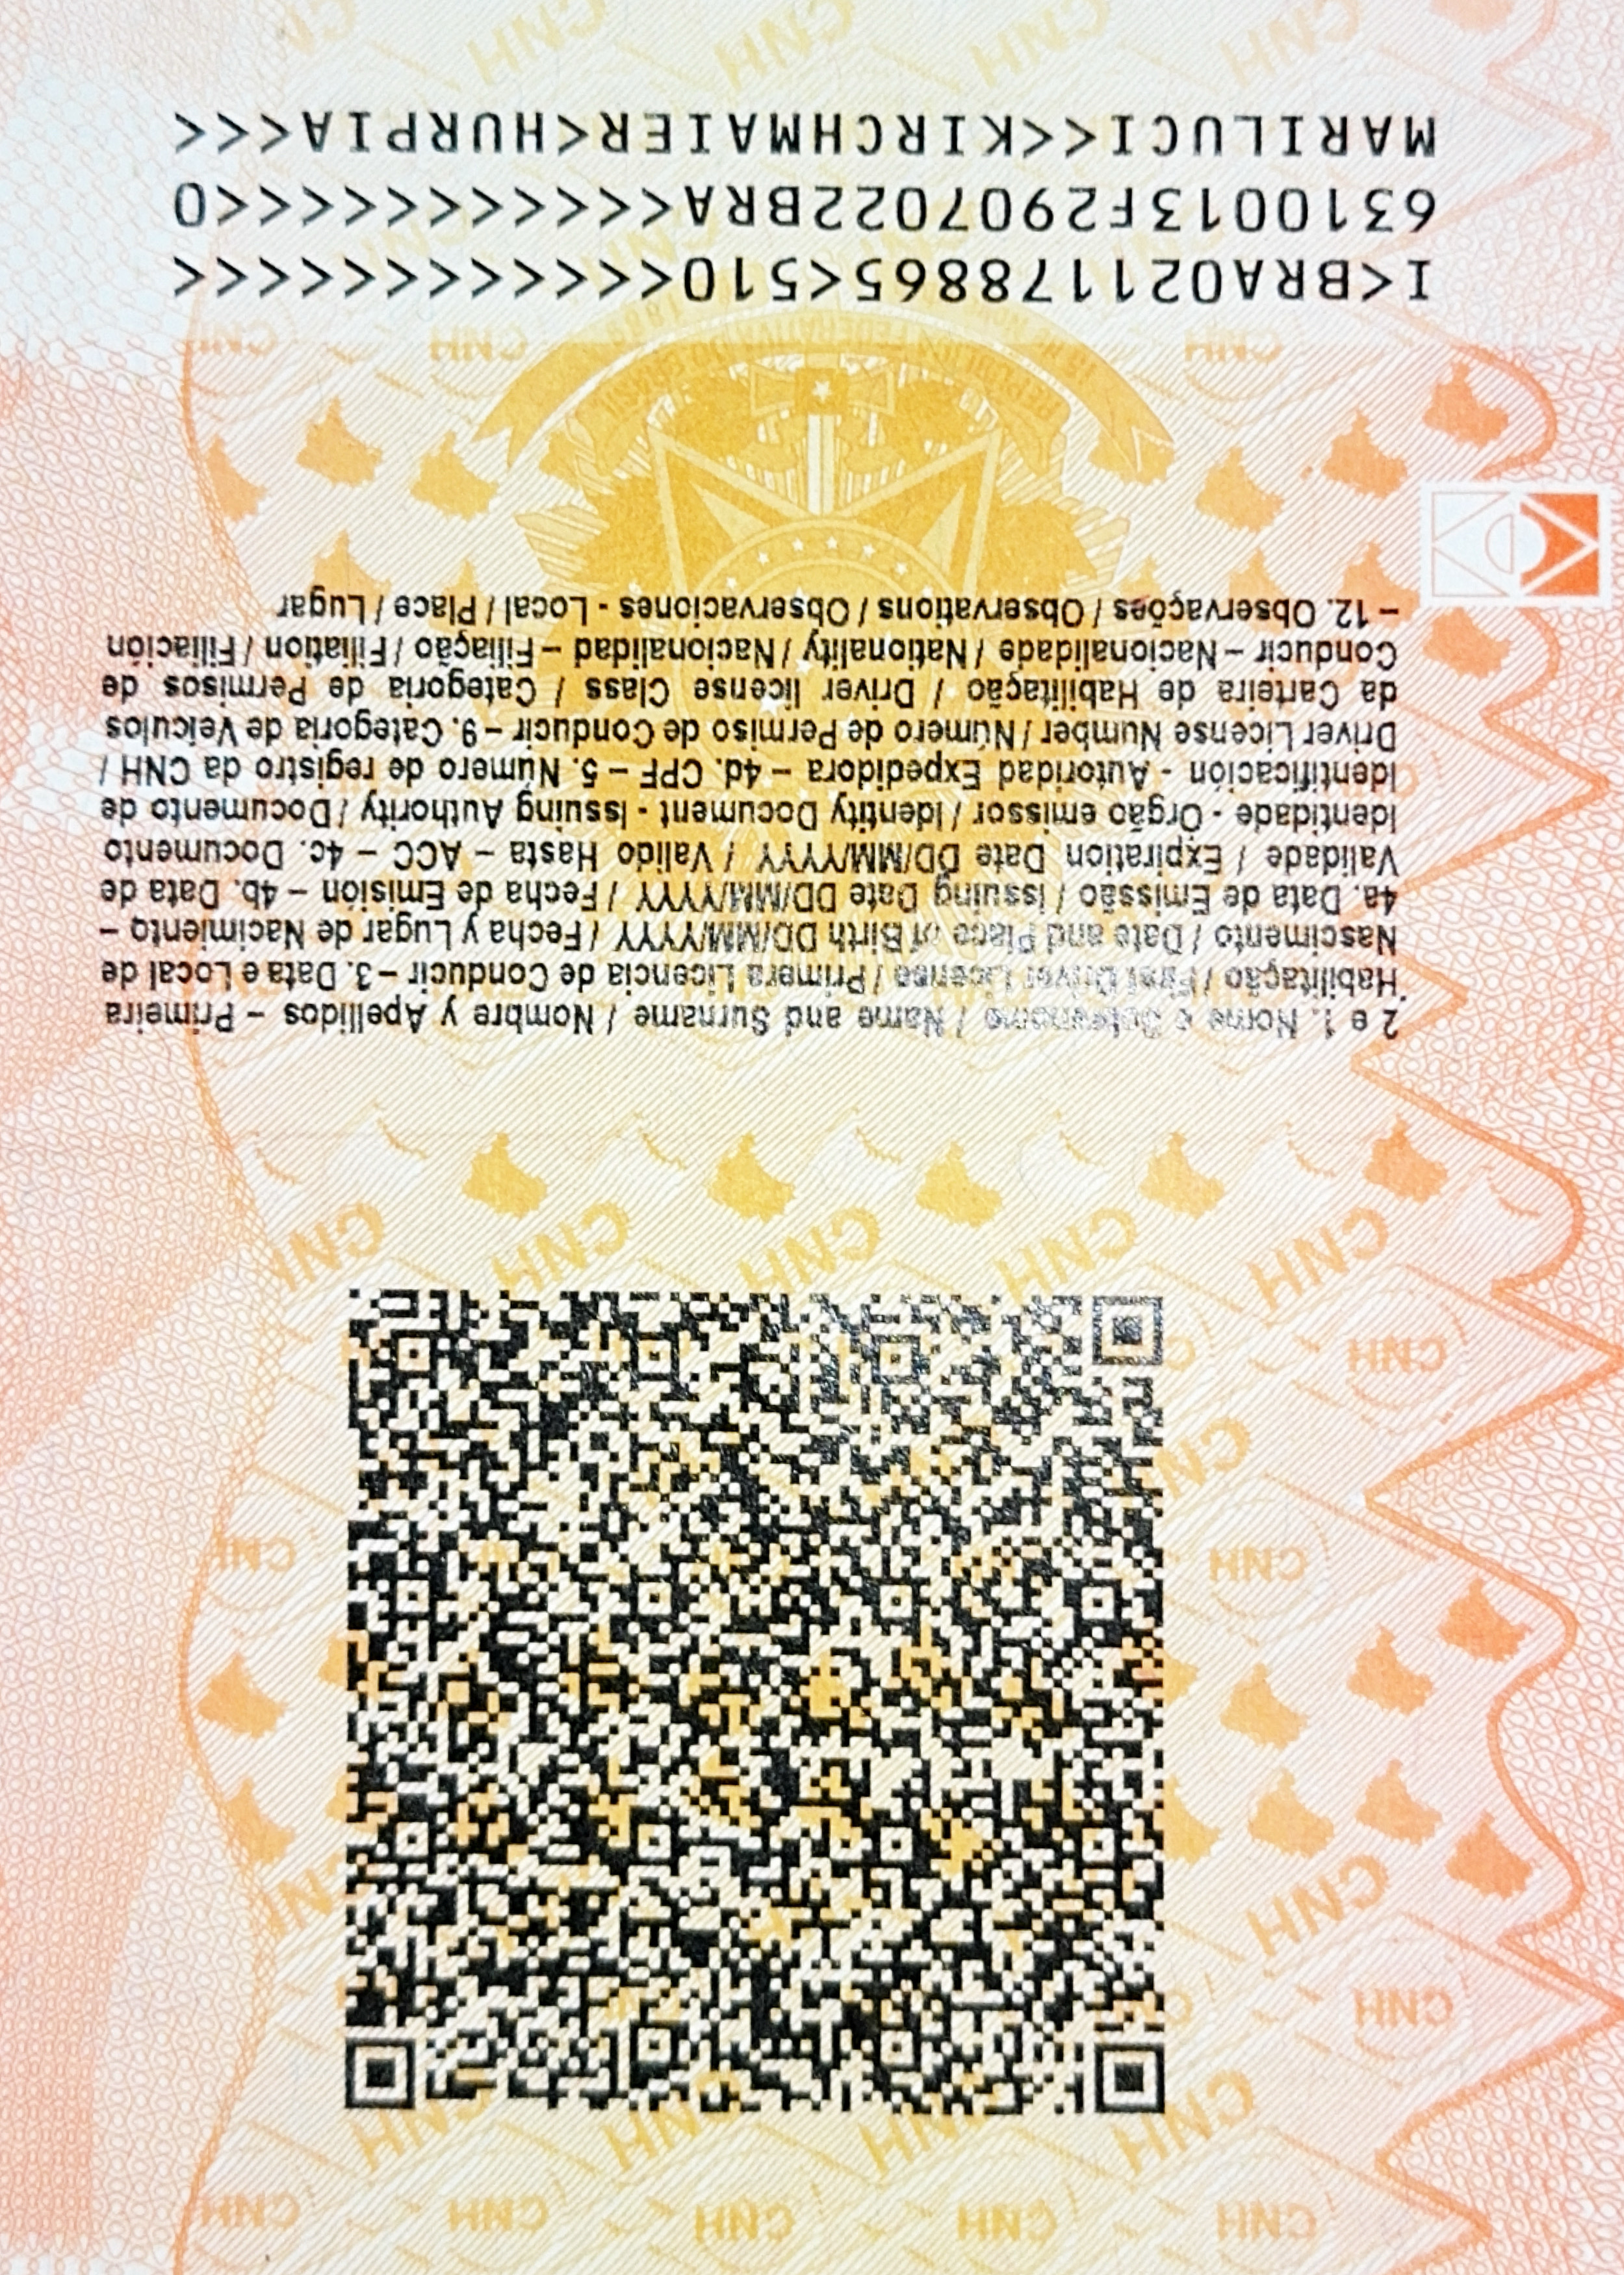 2 e 1. Nome e Sobrenome / Name and Surname / Nombre y Apellidos – Primeira
Habilitação / First Driver License / Primera Licencia de Conducir – 3. Data e Local de
Nascimento / Date and Place of Birth DD/MM/YYYY / Fecha y Lugar de Nacimiento –
4a. Data de Emissão / Issuing Date DD/MM/YYYY / Fecha de Emisión – 4b. Data de
Validade / Expiration Date DD/MM/YYYY / Valido Hasta – ACC – 4c. Documento
Identidade - Orgão emissor / Identity Document - Issuing Authority / Documento de
Identificación - Autoridad Expedidora – 4d. CPF – 5. Número de registro da CNH /
Driver License Number / Número de Permiso de Conducir – 9. Categoria de Veículos
da Carteira de Habilitação / Driver license Class / Categoria de Permisos de
Conducir – Nacionalidade / Nationality / Nacionalidad – Filiação / Filiation / Filiación
– 12. Observações / Observations / Observaciones - Local / Place / Lugar
I<BRA021178865<510<<<<<<<<<<<<
6310013F2907022BRA<<<<<<<<<<<0
MARILUCI<<KIRCHMAIER<HURPIA<<<